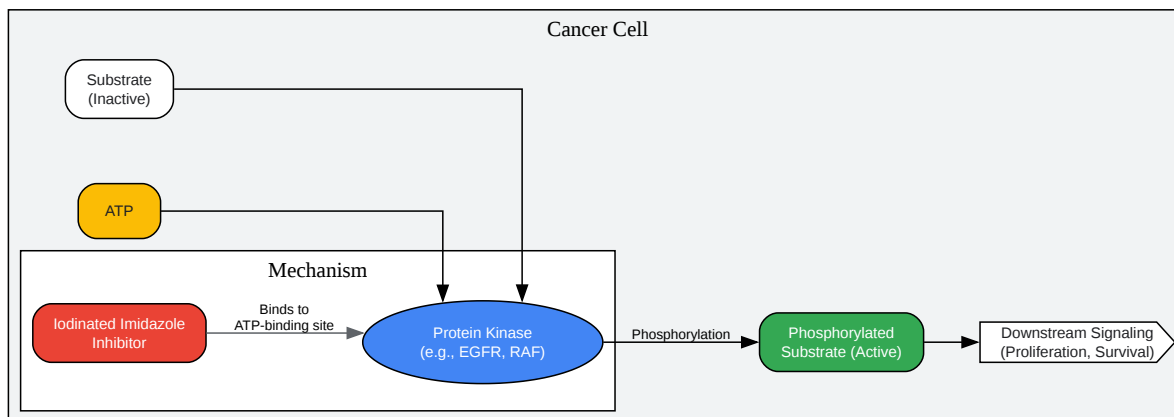 Cancer Cell
Substrate
(Inactive)
ATP
Mechanism
Iodinated Imidazole
Inhibitor
Binds to
ATP-binding site
Protein Kinase
(e.g., EGFR, RAF)
Phosphorylation
Phosphorylated
Substrate (Active)
Downstream Signaling
(Proliferation, Survival)